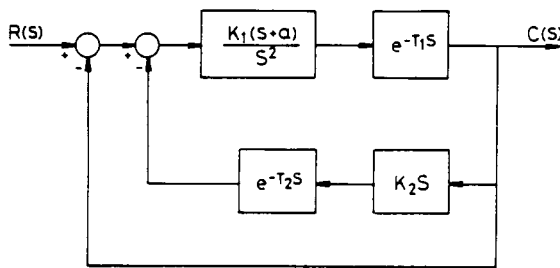 R(S)
K₁(S+a)
S²
e^-T₁S
C(S)
+
-
+
-
e^-T₂S
K₂S